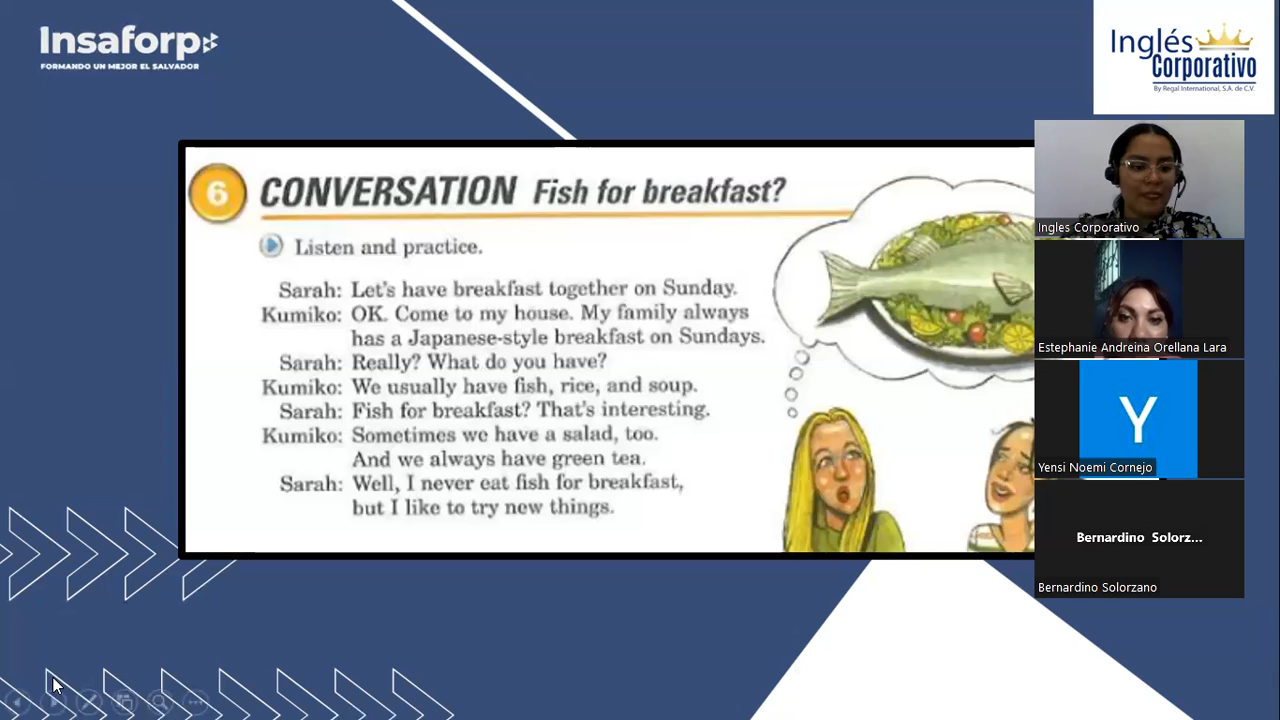 Insaforp
FORMANDO UN MEJOR EL SALVADOR
Inglés
Corporativo
By Regal International, S.A. de C.V.
6 CONVERSATION Fish for breakfast?
Listen and practice.
Sarah: Let's have breakfast together on Sunday.
Kumiko: OK. Come to my house. My family always
has a Japanese-style breakfast on Sundays.
Sarah: Really? What do you have?
Kumiko: We usually have fish, rice, and soup.
Sarah: Fish for breakfast? That's interesting.
Kumiko: Sometimes we have a salad, too.
And we always have green tea.
Sarah: Well, I never eat fish for breakfast,
but I like to try new things.
Ingles Corporativo
Estephanie Andreina Orellana Lara
Y
Yensi Noemi Cornejo
Bernardino Solorz...
Bernardino Solorzano